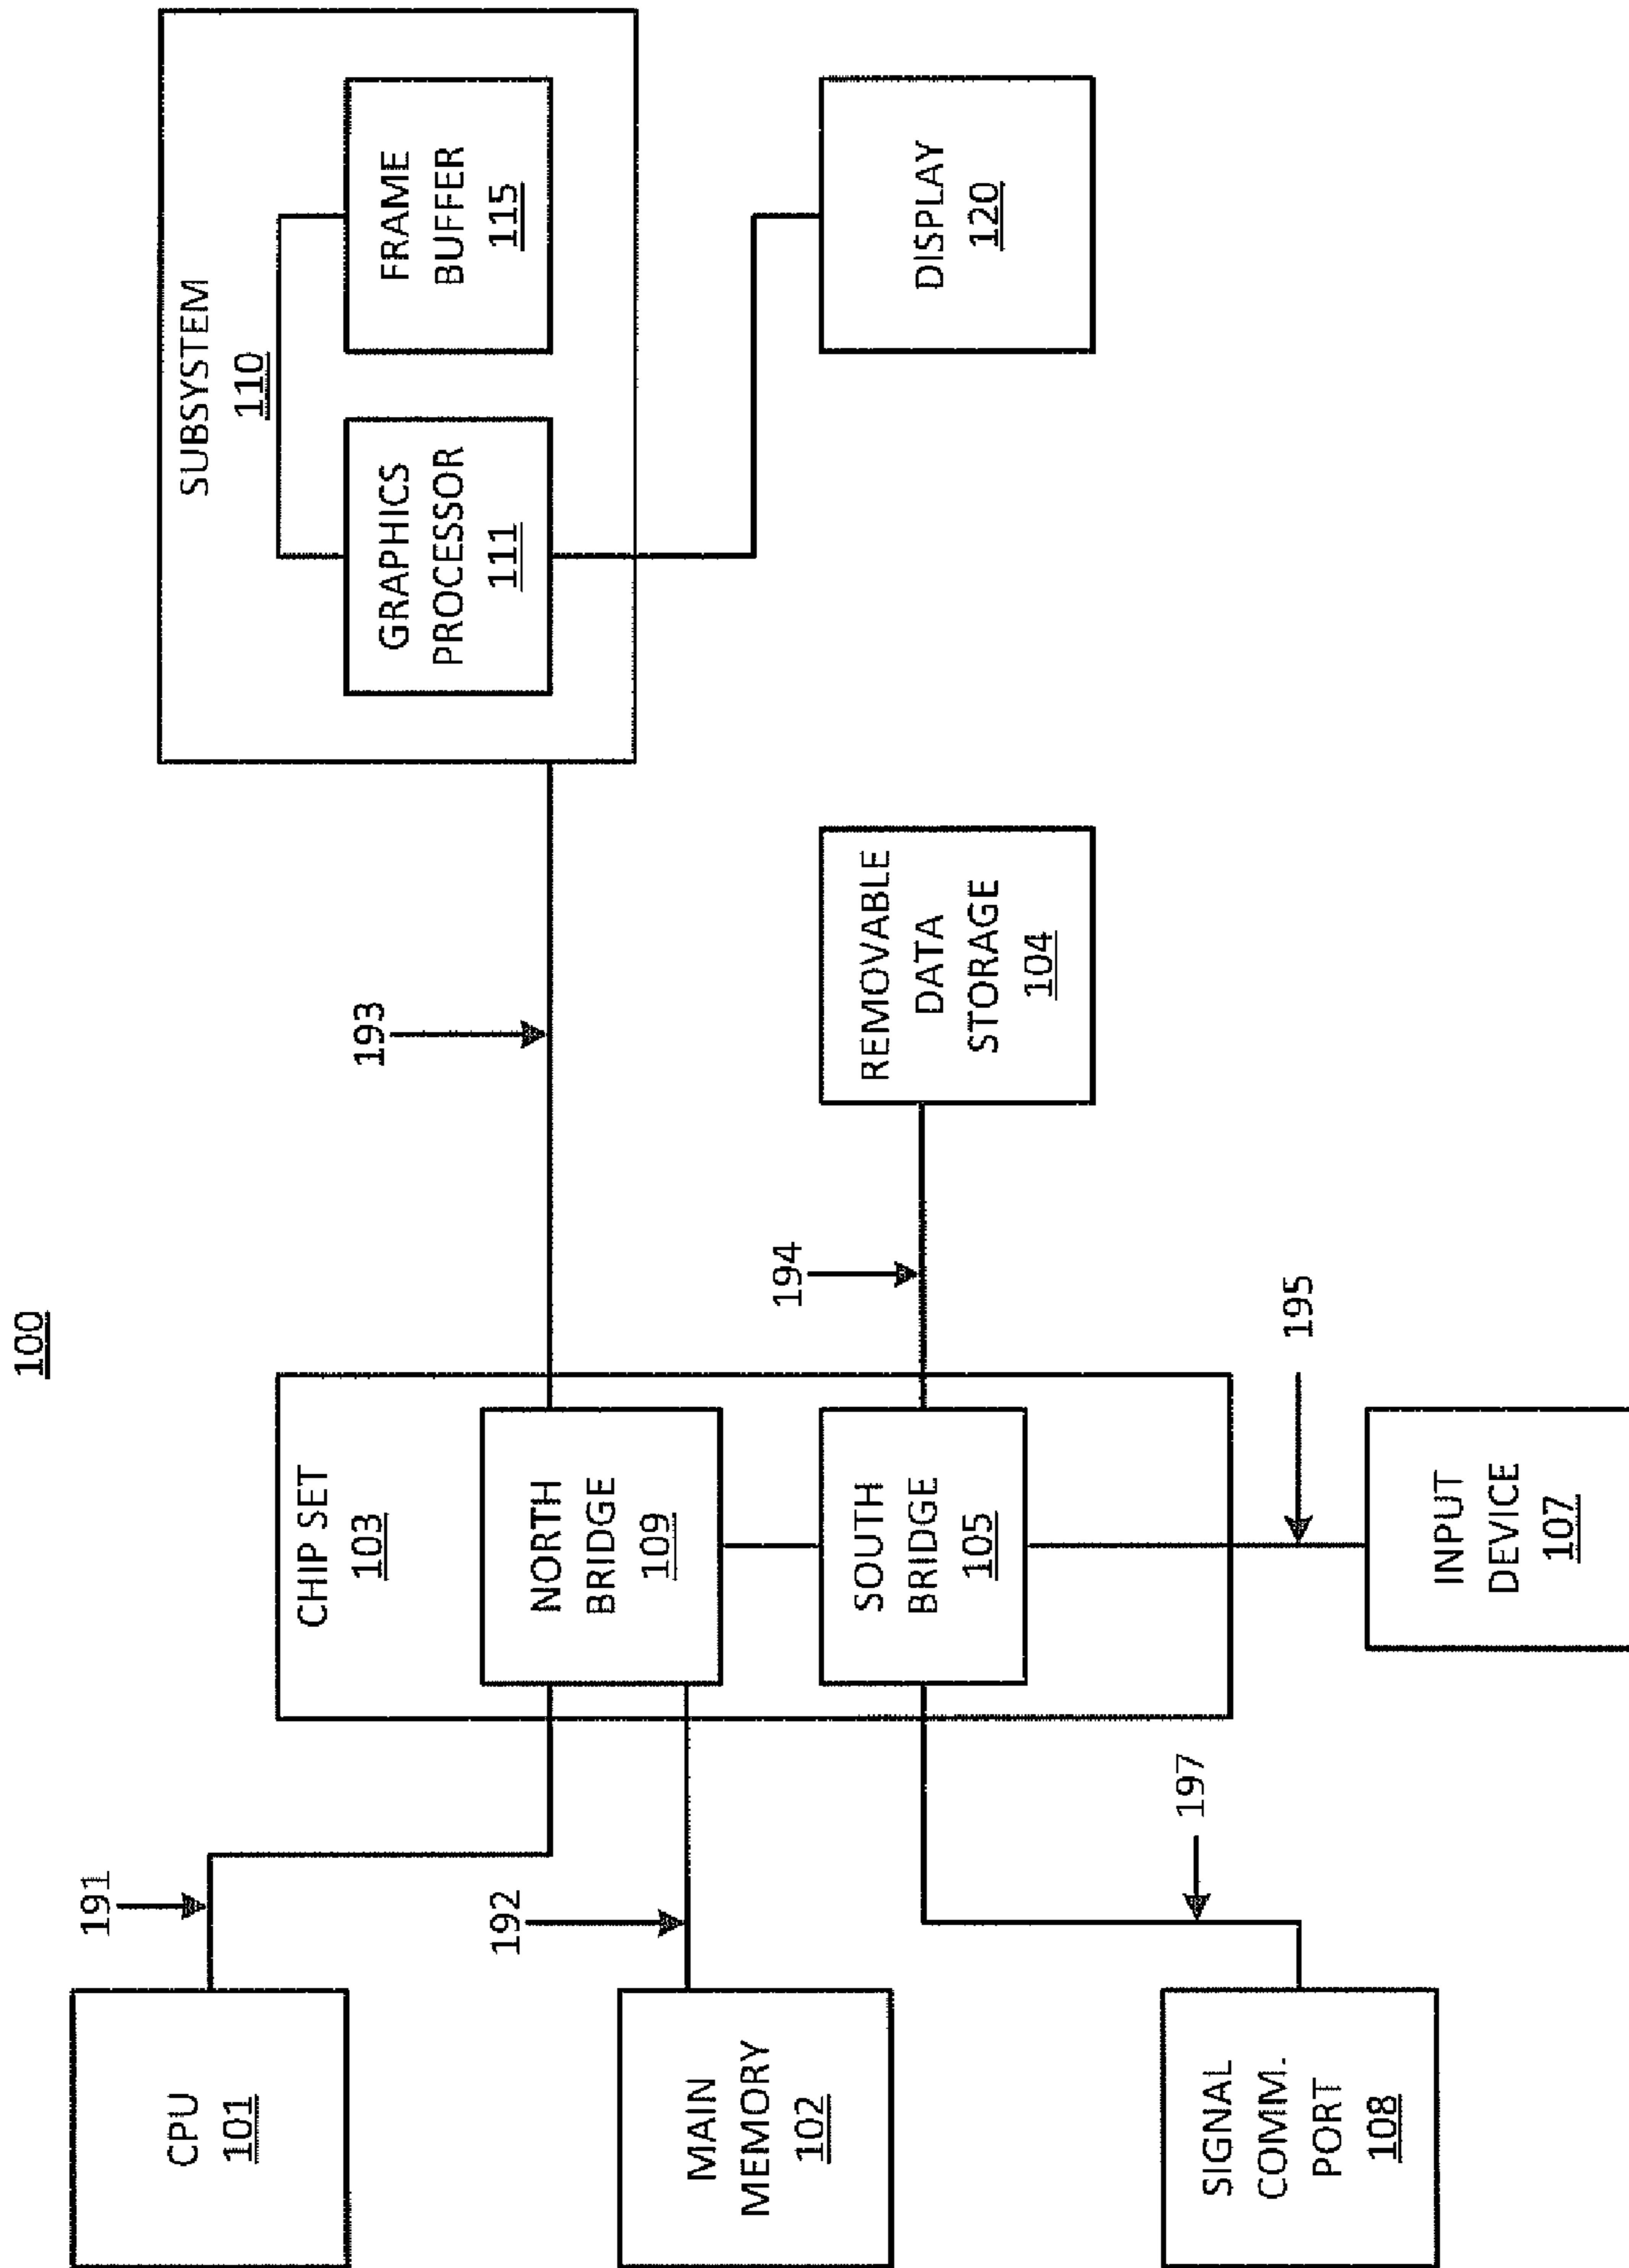 100
CPU
101
191
MAIN
MEMORY
102
192
SIGNAL
COMM.
PORT
108
197
CHIP SET
103
NORTH
BRIDGE
109
SOUTH
BRIDGE
105
INPUT
DEVICE
107
195
193
194
REMOVABLE
DATA
STORAGE
104
SUBSYSTEM
110
GRAPHICS
PROCESSOR
111
FRAME
BUFFER
115
DISPLAY
120